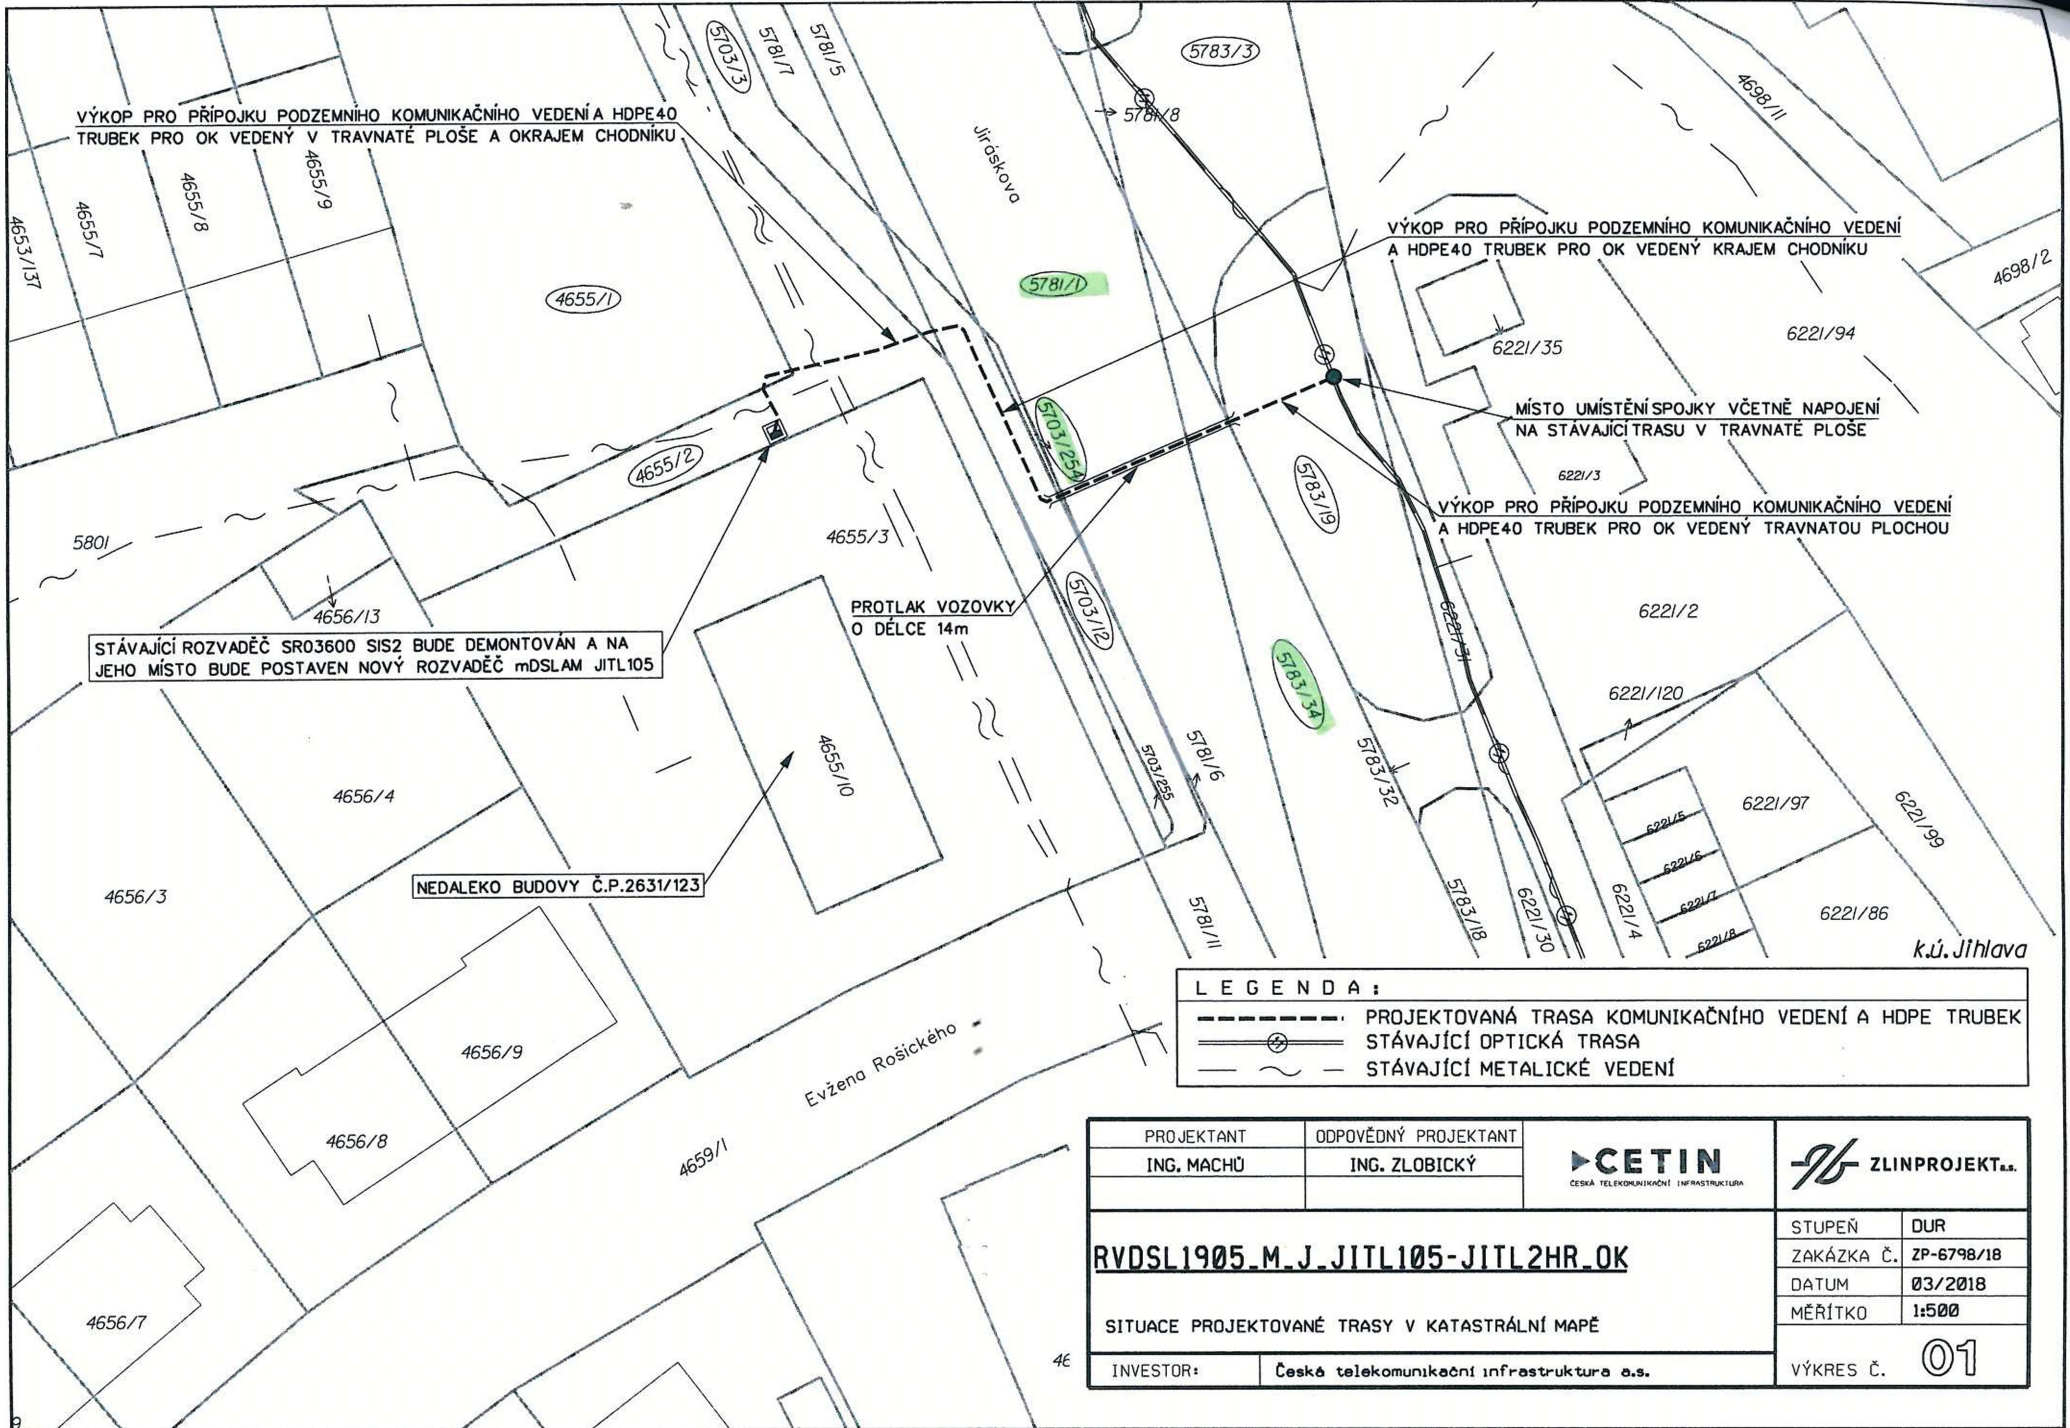 5703/3
5781/7
5781/5
5783/3
5781/8
4698/11
VÝKOP PRO PŘÍPOJKU PODZEMNÍHO KOMUNIKAČNÍHO VEDENÍ A HDPE40
TRUBEK PRO OK VEDENÝ V TRAVNATÉ PLOŠE A OKRAJEM CHODNÍKU
4653/137
4655/7
4655/8
4655/9
Jiráskova
VÝKOP PRO PŘÍPOJKU PODZEMNÍHO KOMUNIKAČNÍHO VEDENÍ
A HDPE40 TRUBEK PRO OK VEDENÝ KRAJEM CHODNÍKU
4698/2
4655/1
5781/1
6221/35
6221/94
MÍSTO UMÍSTĚNÍ SPOJKY VČETNĚ NAPOJENÍ
NA STÁVAJÍCÍ TRASU V TRAVNATÉ PLOŠE
5703/254
4655/2
5783/19
6221/3
VÝKOP PRO PŘÍPOJKU PODZEMNÍHO KOMUNIKAČNÍHO VEDENÍ
A HDPE40 TRUBEK PRO OK VEDENÝ TRAVNATOU PLOCHOU
5801
4655/3
4656/13
PROTLAK VOZOVKY
O DÉLCE 14m
5703/12
6221/31
6221/2
STÁVAJÍCÍ ROZVADĚČ SR03600 SIS2 BUDE DEMONTOVÁN A NA
JEHO MÍSTO BUDE POSTAVEN NOVÝ ROZVADĚČ mDSLAM JITL105
5783/34
6221/120
4655/10
5703/255
5781/6
5783/32
4656/4
6221/97
6221/99
6221/5
6221/6
6221/7
6221/8
NEDALEKO BUDOVY Č.P.2631/123
4656/3
5781/11
5783/18
6221/30
6221/4
6221/86
k.ú. Jihlava
LEGENDA:
PROJEKTOVANÁ TRASA KOMUNIKAČNÍHO VEDENÍ A HDPE TRUBEK
STÁVAJÍCÍ OPTICKÁ TRASA
STÁVAJÍCÍ METALICKÉ VEDENÍ
4656/9
Evžena Rošického
4656/8
4659/1
4656/7
46
9
PROJEKTANT
ODPOVĚDNÝ PROJEKTANT
ING. MACHŮ
ING. ZLOBICKÝ
CETIN
ČESKÁ TELEKOMUNIKAČNÍ INFRASTRUKTURA
ZLINPROJEKT a.s.
RVDSL1905_M_J_JITL105-JITL2HR_OK
SITUACE PROJEKTOVANÉ TRASY V KATASTRÁLNÍ MAPĚ
STUPEŇ DUR
ZAKÁZKA Č. ZP-6798/18
DATUM 03/2018
MĚŘÍTKO 1:500
VÝKRES Č. 01
INVESTOR: Česká telekomunikační infrastruktura a.s.